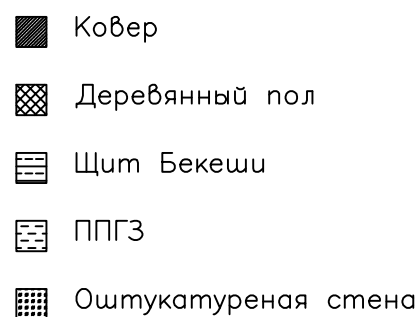 Ковер
Деревянный пол
Щит Бекеши
ППГЗ
Оштукатуреная стена